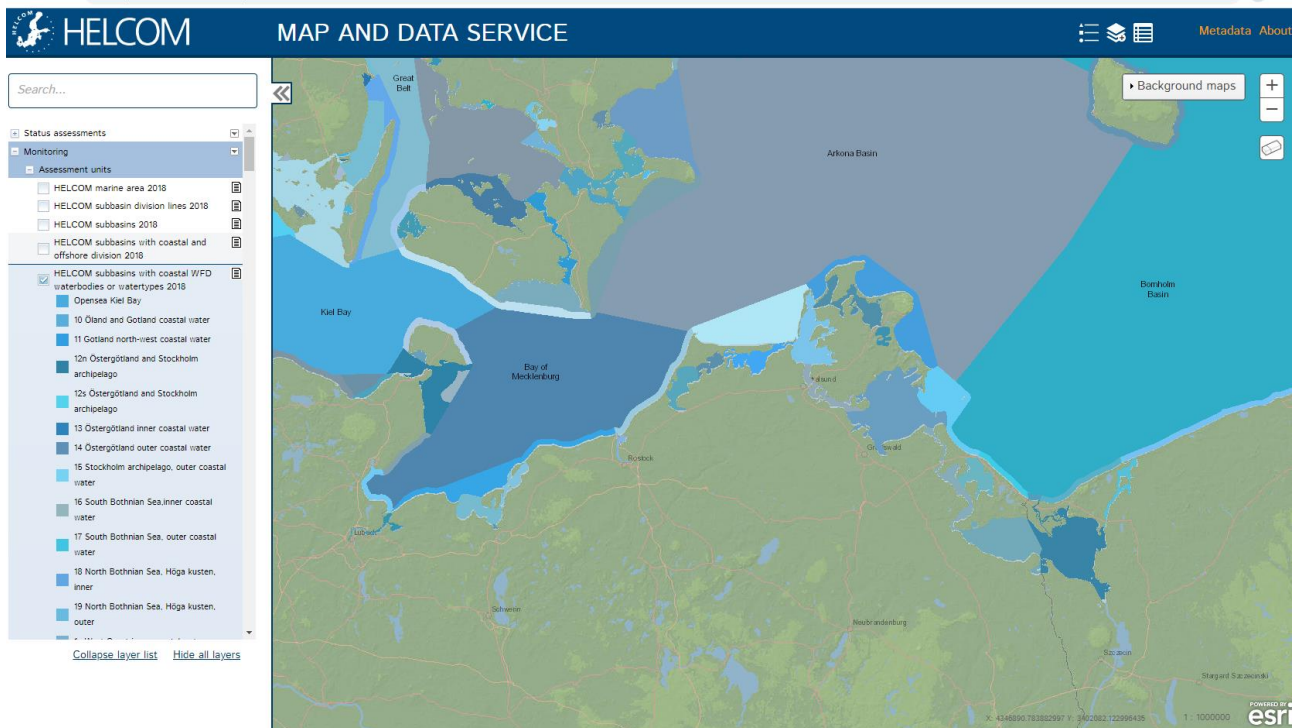 HELCOM
MAP AND DATA SERVICE
Metadata About
Search...
Status assessments
Monitoring
Assessment units
HELCOM marine area 2018
HELCOM subbasin division lines 2018
HELCOM subbasins 2018
HELCOM subbasins with coastal and
offshore division 2018
HELCOM subbasins with coastal WFD
waterbodies or watertypes 2018
Opensea Kiel Bay
10 Öland and Gotland coastal water
11 Gotland north-west coastal water
12n Östergötland and Stockholm
archipelago
12s Östergötland and Stockholm
archipelago
13 Östergötland inner coastal water
14 Östergötland outer coastal water
15 Stockholm archipelago, outer coastal
water
16 South Bothnian Sea,inner coastal
water
17 South Bothnian Sea, outer coastal
water
18 North Bothnian Sea, Höga kusten,
inner
19 North Bothnian Sea, Höga kusten,
outer
Collapse layer list Hide all layers
Background maps
+
−
Great
Belt
Arkona Basin
Bornholm
Basin
Kiel Bay
Bay of
Mecklenburg
Rostock
Lübeck
Schwerin
Neubrandenburg
Szczecin
Stargard Szczeciński
1 : 1000000
POWERED BY
esri